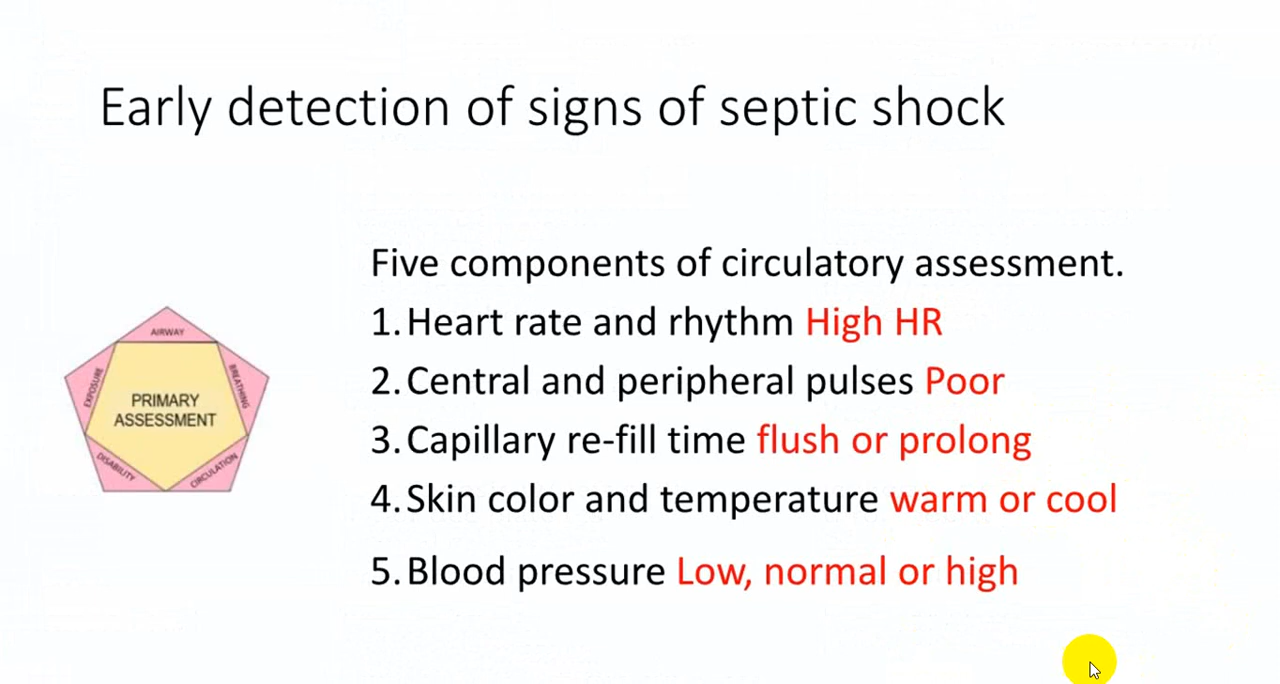 Early detection of signs of septic shock
Five components of circulatory assessment.
1. Heart rate and rhythm High HR
2. Central and peripheral pulses Poor
3. Capillary re-fill time flush or prolong
4. Skin color and temperature warm or cool
5. Blood pressure Low, normal or high
AIRWAY
BREATHING
CIRCULATION
DISABILITY
EXPOSURE
PRIMARY
ASSESSMENT